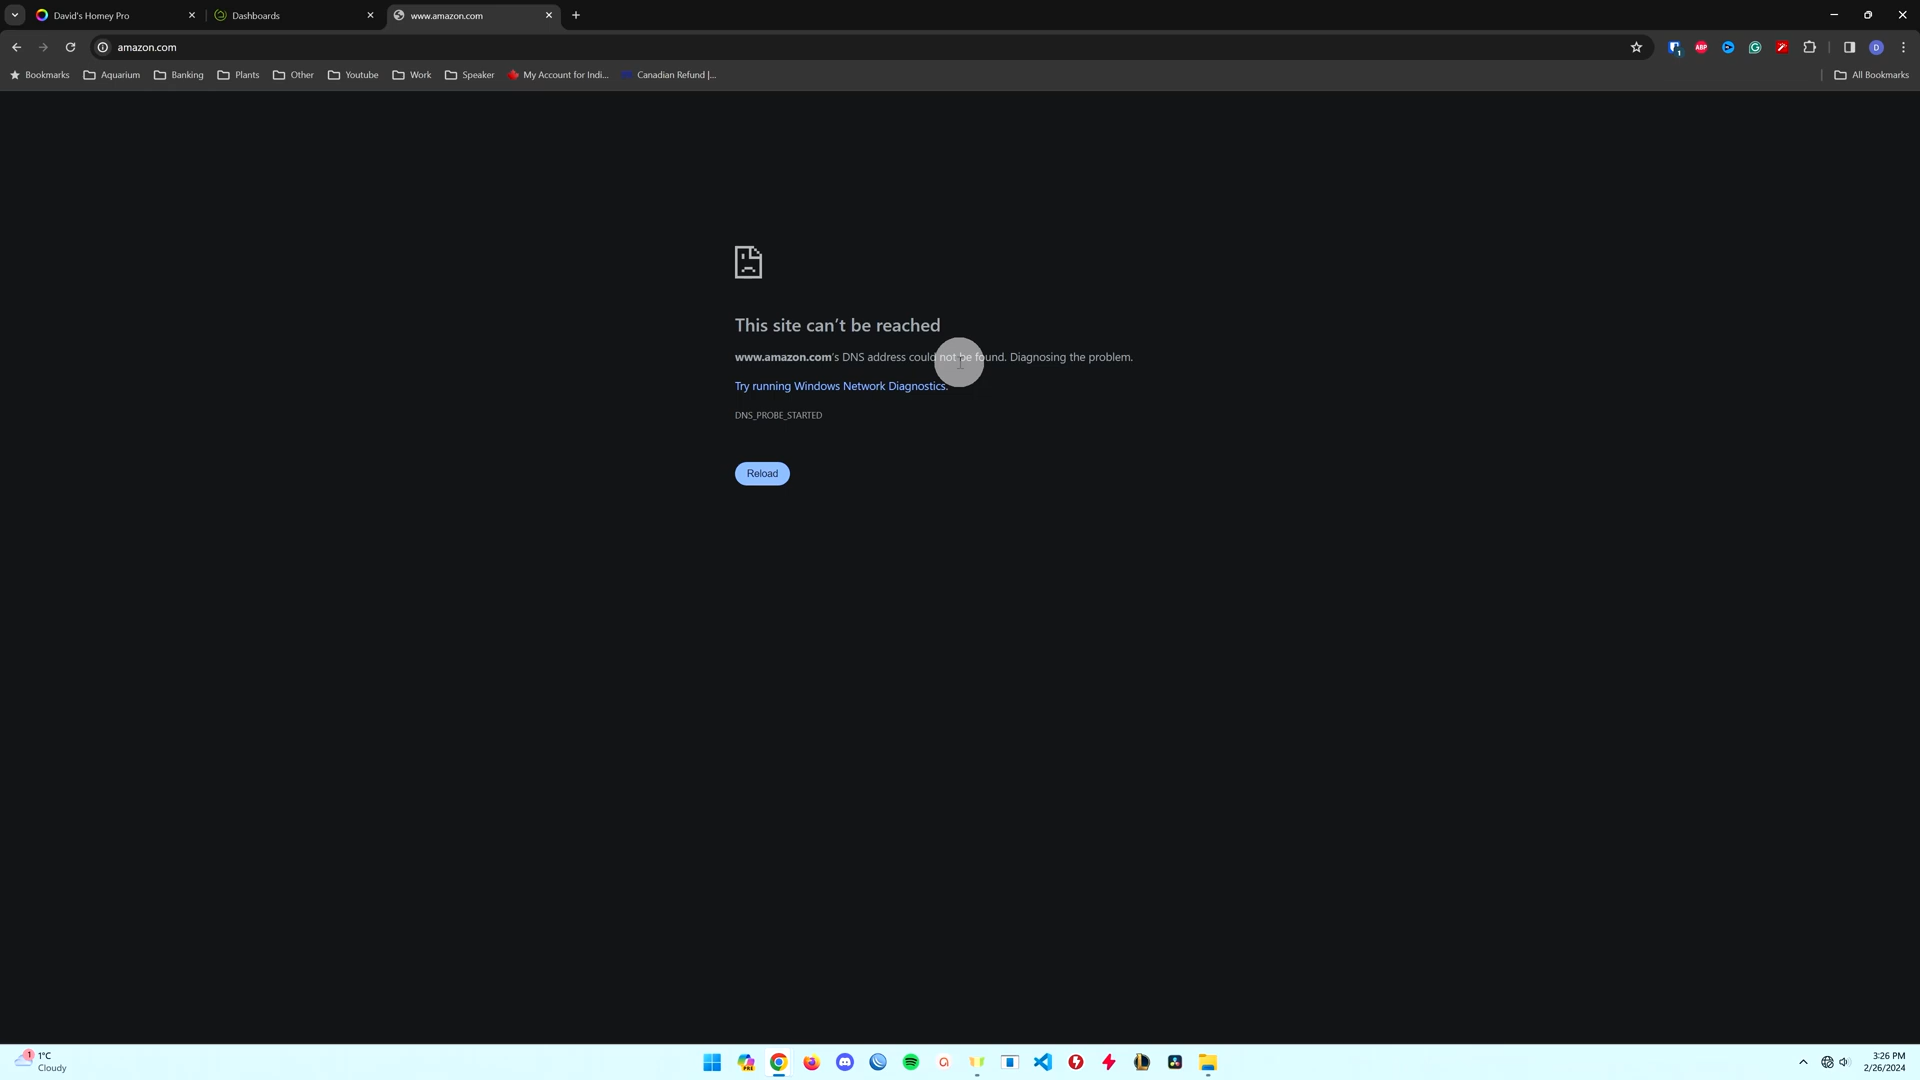 David's Homey Pro
Dashboards
www.amazon.com
amazon.com
ABP
D
Bookmarks
Aquarium
Banking
Plants
Other
Youtube
Work
Speaker
My Account for Indi...
Canadian Refund |...
All Bookmarks
This site can't be reached
www.amazon.com's DNS address could not be found. Diagnosing the problem.
Try running Windows Network Diagnostics.
DNS_PROBE_STARTED
Reload
1
1°C
Cloudy
PRE
3:26 PM
2/26/2024